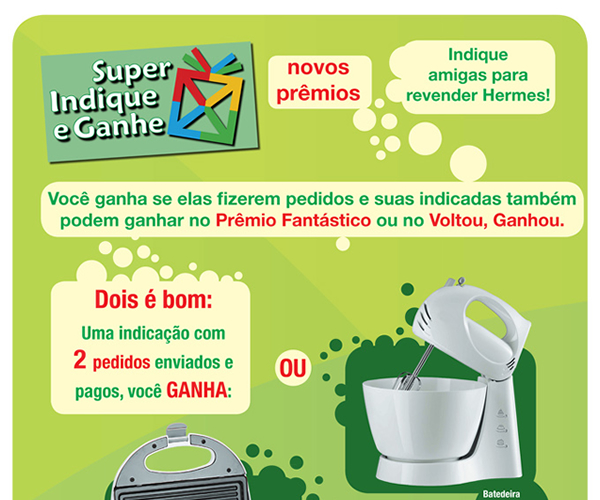 Super
Indique
e Ganhe
novos
prêmios
Indique
amigas para
revender Hermes!
Você ganha se elas fizerem pedidos e suas indicadas também
podem ganhar no Prêmio Fantástico ou no Voltou, Ganhou.
Dois é bom:
Uma indicação com
2 pedidos enviados e
pagos, você GANHA:
OU
Batedeira